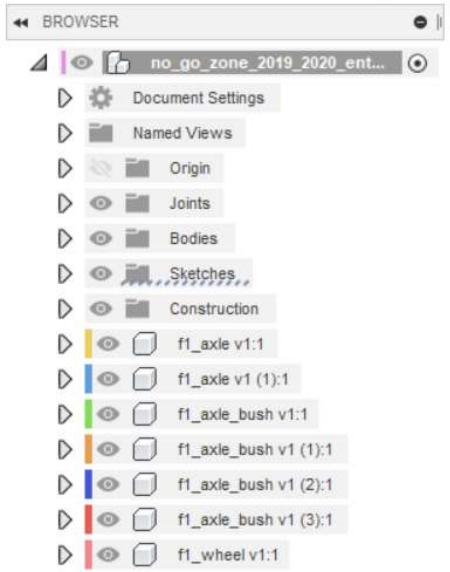 BROWSER
no_go_zone_2019_2020_ent...
Document Settings
Named Views
Origin
Joints
Bodies
Sketches
Construction
f1_axle v1:1
f1_axle v1 (1):1
f1_axle_bush v1:1
f1_axle_bush v1 (1):1
f1_axle_bush v1 (2):1
f1_axle_bush v1 (3):1
f1_wheel v1:1